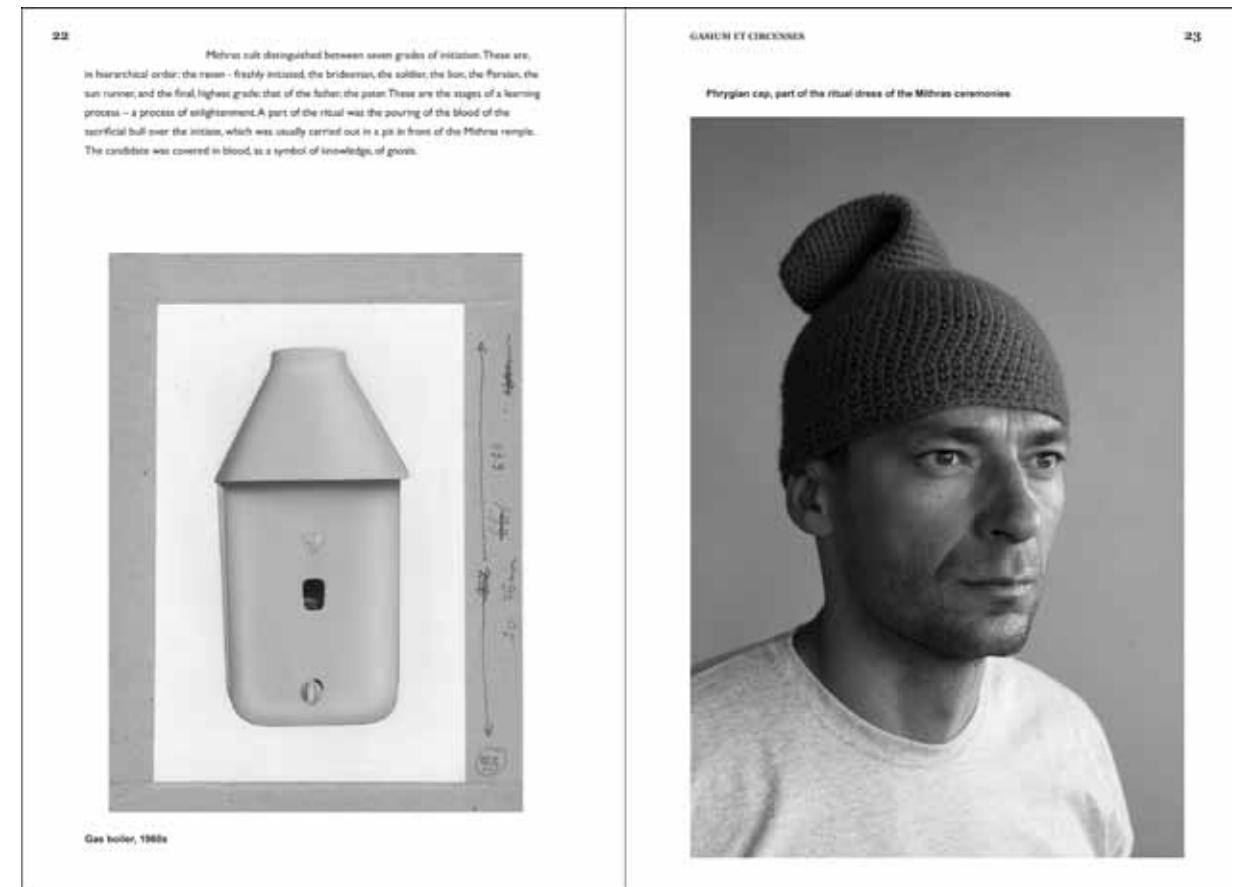 22
Mithras cult distinguished between seven grades of initiation. These are,
in hierarchical order: the raven - freshly initiated, the bridesman, the soldier, the lion, the Persian, the
sun runner, and the final, highest grade: that of the father, the pater. These are the stages of a learning
process – a process of enlightenment. A part of the ritual was the pouring of the blood of the
sacrificial bull over the initiate, which was usually carried out in a pit in front of the Mithras remple.
The candidate was covered in blood, as a symbol of knowledge, of gnosis.
Gas boiler, 1960s
GASIUM ET CIRCENSES
23
Phrygian cap, part of the ritual dress of the Mithras ceremonies